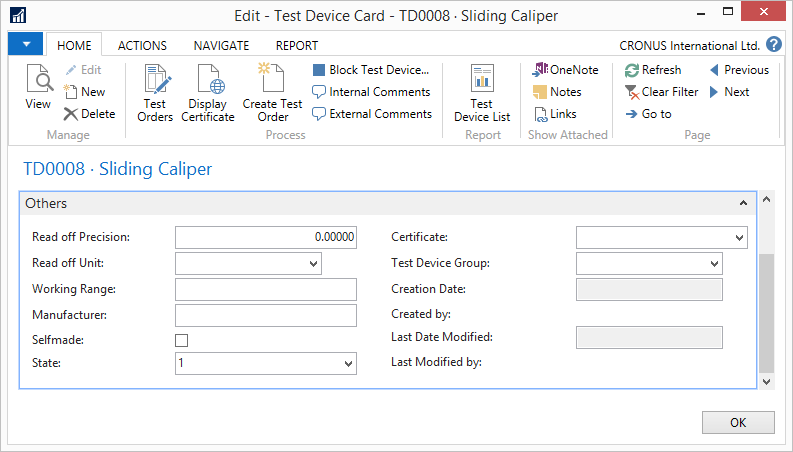 Edit - Test Device Card - TD0008 · Sliding Caliper
HOME ACTIONS NAVIGATE REPORT CRONUS International Ltd. ?
View
Edit
New
Delete
Manage
Test Orders
Display Certificate
Create Test Order
Block Test Device...
Internal Comments
External Comments
Process
Test Device List
Report
OneNote
Notes
Links
Show Attached
Refresh
Clear Filter
Go to
Previous
Next
Page
TD0008 · Sliding Caliper
Others
Read off Precision: 0.00000
Read off Unit:
Working Range:
Manufacturer:
Selfmade:
State: 1
Certificate:
Test Device Group:
Creation Date:
Created by:
Last Date Modified:
Last Modified by:
OK